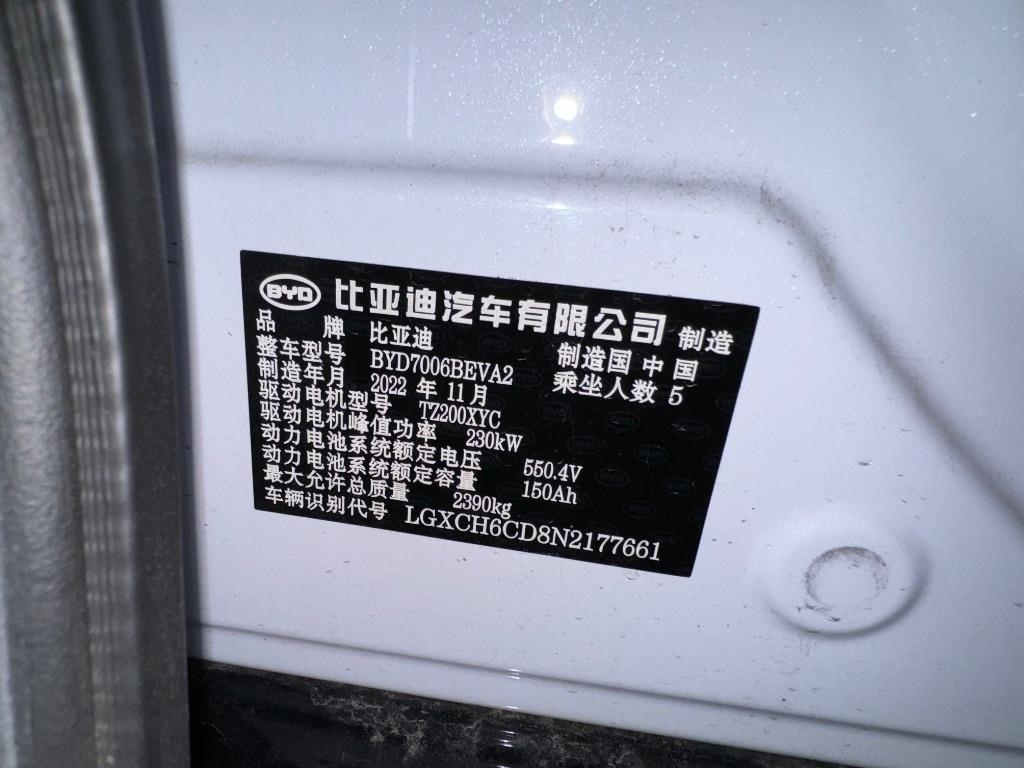 BYD 比亚迪汽车有限公司 制造
品 牌 比亚迪 制造国 中国
整车型号 BYD7006BEVA2 乘坐人数 5
制造年月 2022 年 11 月
驱动电机型号 TZ200XYC
驱动电机峰值功率 230kW
动力电池系统额定电压 550.4V
动力电池系统额定容量 150Ah
最大允许总质量 2390kg
车辆识别代号 LGXCH6CD8N2177661